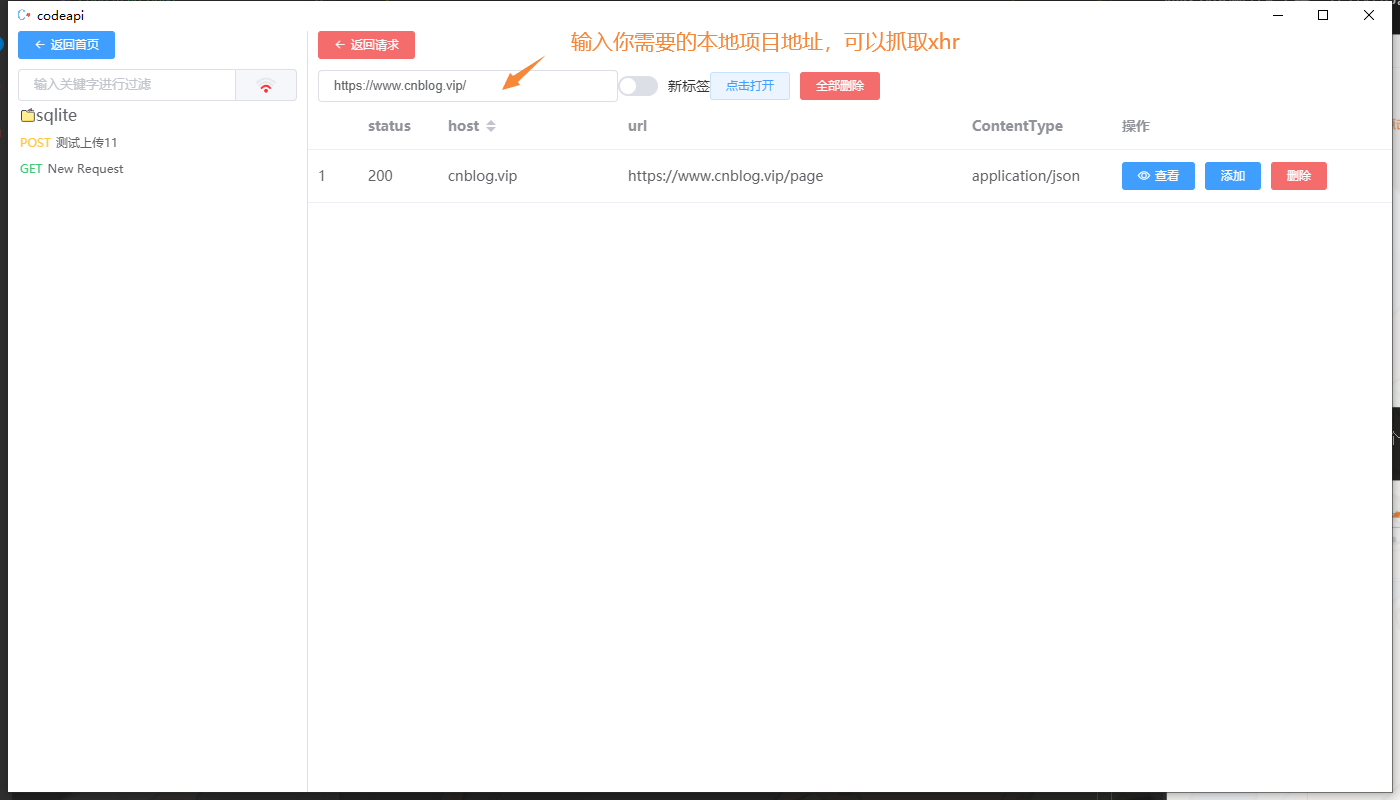 codeapi
返回首页
输入关键字进行过滤
sqlite
POST 测试上传11
GET New Request
返回请求
输入你需要的本地项目地址，可以抓取xhr
https://www.cnblog.vip/ 新标签 点击打开 全部删除
status host url ContentType 操作
1 200 cnblog.vip https://www.cnblog.vip/page application/json 查看 添加 删除